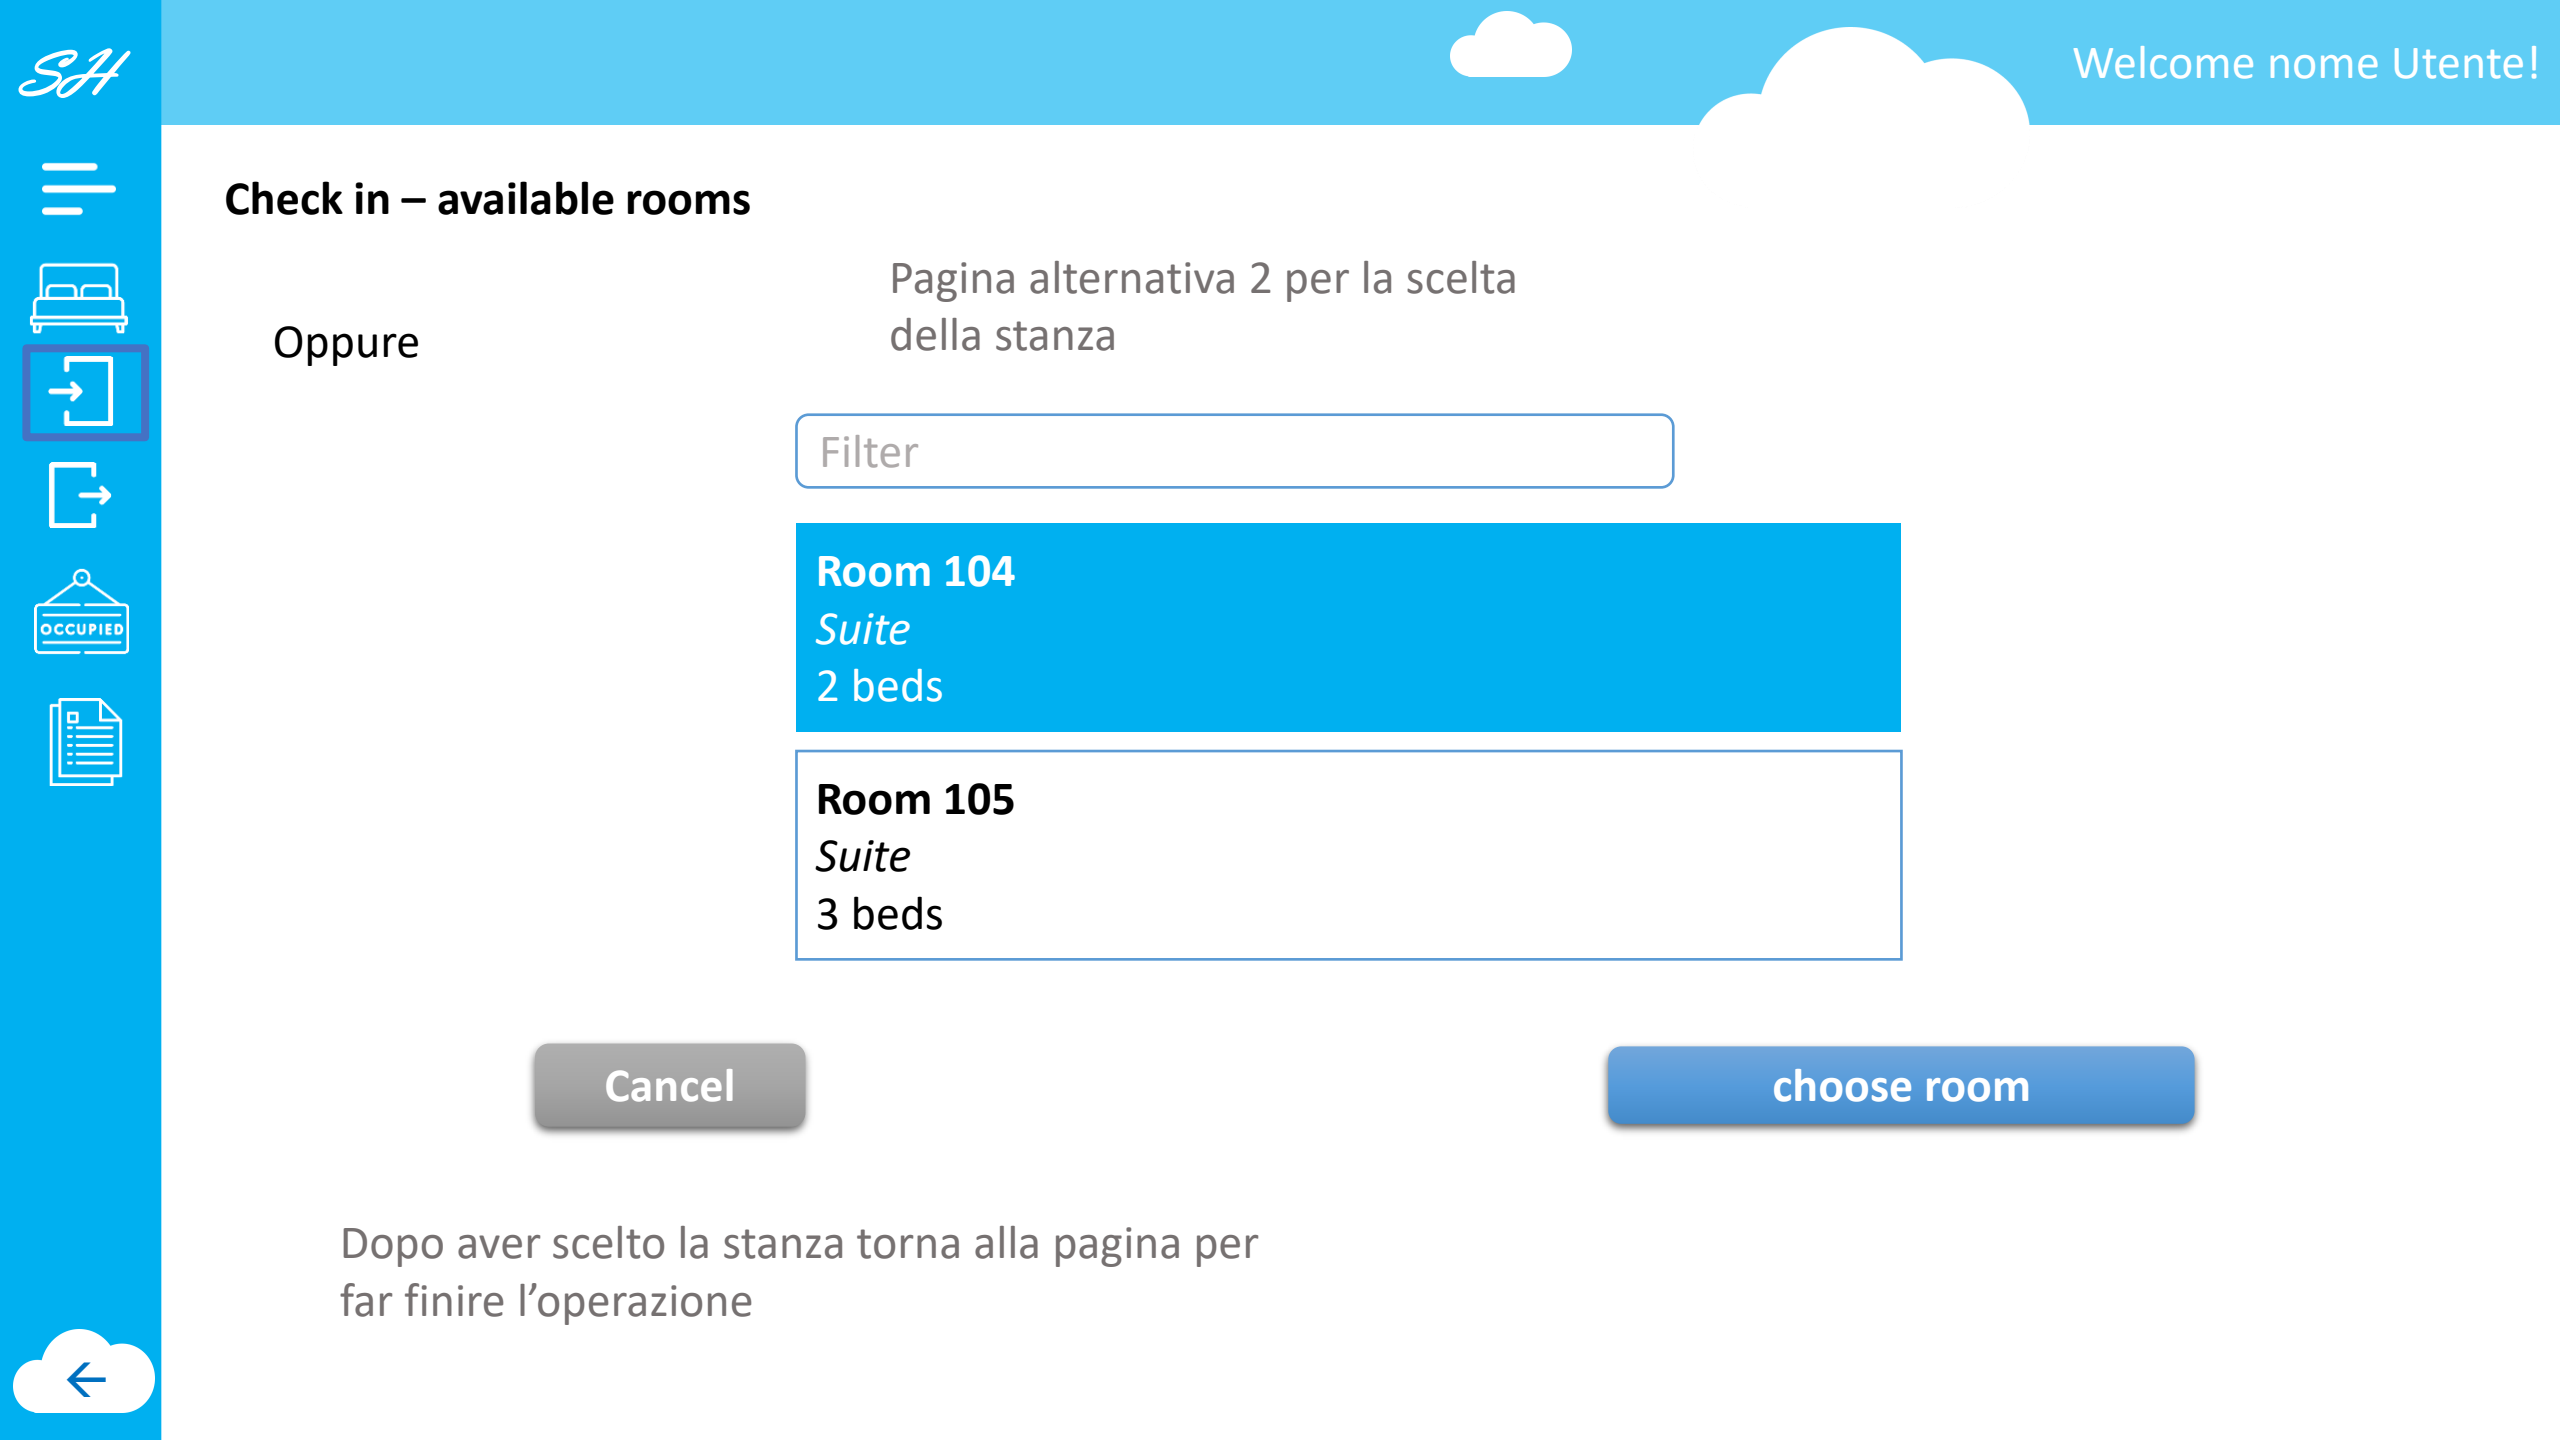 SH
Welcome nome Utente!
Check in – available rooms
Pagina alternativa 2 per la scelta
della stanza
Oppure
Filter
Room 104
Suite
2 beds
OCCUPIED
Room 105
Suite
3 beds
Cancel
choose room
Dopo aver scelto la stanza torna alla pagina per
far finire l’operazione